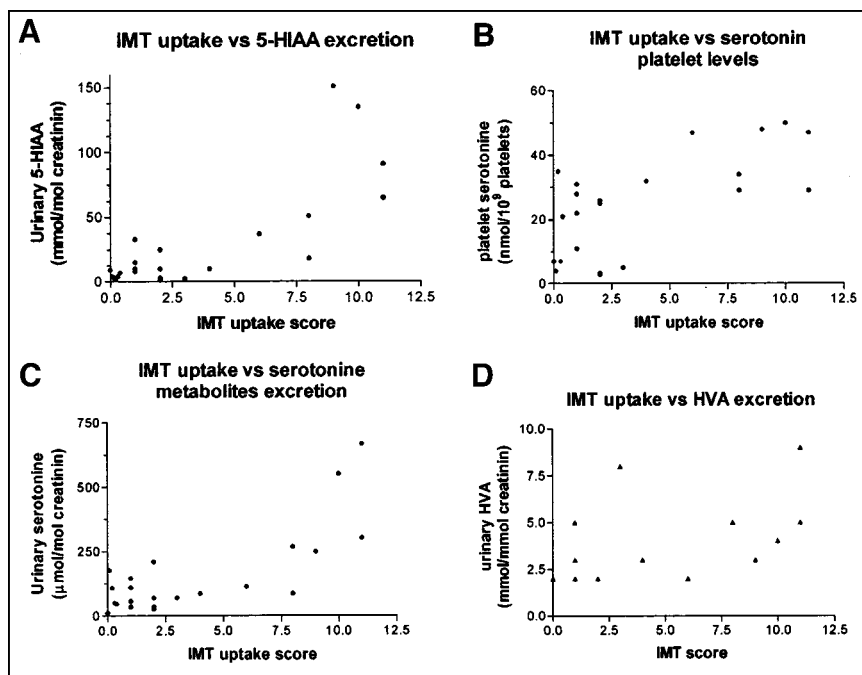 A
IMT uptake vs 5-HIAA excretion
Urinary 5-HIAA
(mmol/mol creatinin)
150
100
50
0
0.0 2.5 5.0 7.5 10.0 12.5
IMT uptake score
B
IMT uptake vs serotonin
platelet levels
platelet serotonine
(nmol/10⁹ platelets)
60
40
20
0
0.0 2.5 5.0 7.5 10.0 12.5
IMT uptake score
C
IMT uptake vs serotonine
metabolites excretion
Urinary serotonine
(μmol/mol creatinin)
750
500
250
0
0.0 2.5 5.0 7.5 10.0 12.5
IMT uptake score
D
IMT uptake vs HVA excretion
urinary HVA
(mmol/mmol creatinin)
10.0
7.5
5.0
2.5
0.0
0.0 2.5 5.0 7.5 10.0 12.5
IMT score